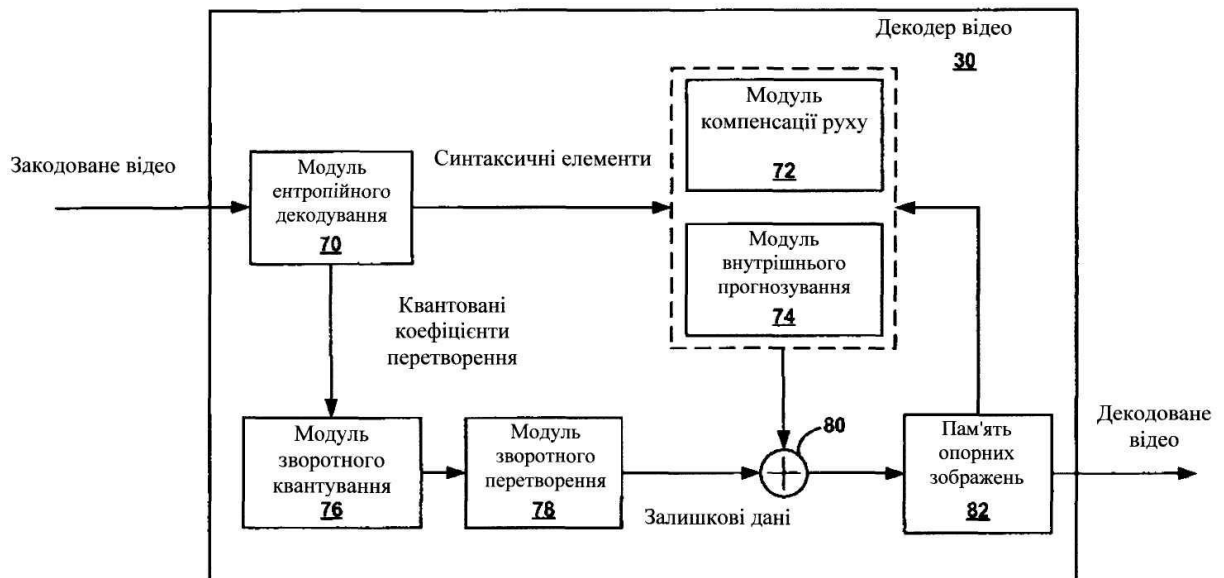 Декодер відео
30
Модуль
компенсації руху
72
Закодоване відео
Модуль
ентропійного
декодування
70
Синтаксичні елементи
Модуль
внутрішнього
прогнозування
74
Квантовані
коефіцієнти
перетворення
Модуль
зворотного
квантування
76
Модуль
зворотного
перетворення
78
Залишкові дані
80
Пам'ять
опорних
зображень
82
Декодоване
відео